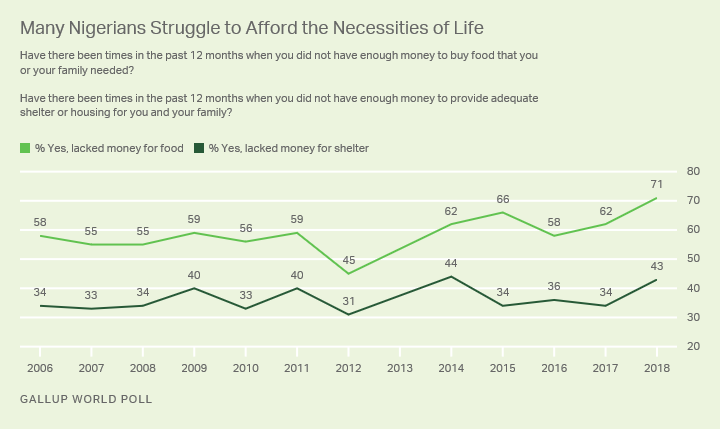 Many Nigerians Struggle to Afford the Necessities of Life
Have there been times in the past 12 months when you did not have enough money to buy food that you
or your family needed?
Have there been times in the past 12 months when you did not have enough money to provide adequate
shelter or housing for you and your family?
% Yes, lacked money for food % Yes, lacked money for shelter
80
71
70
66
62 62
60
58 55 55 59 56 59 58
50
45
44 43
40
40 40
34 33 34 33 31 34 36 34
30
20
2006 2007 2008 2009 2010 2011 2012 2013 2014 2015 2016 2017 2018
GALLUP WORLD POLL